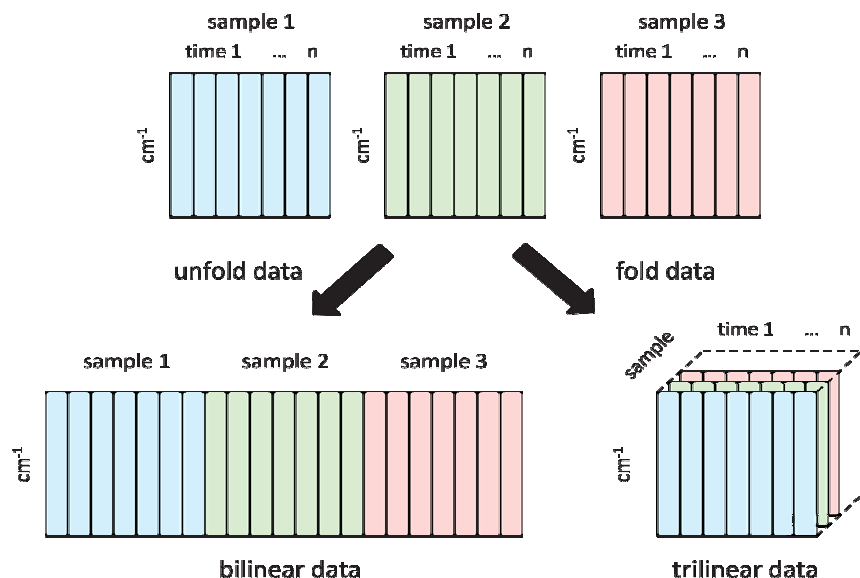 sample 1 sample 2 sample 3
time 1 ... n time 1 ... n time 1 ... n
cm⁻¹ cm⁻¹ cm⁻¹
unfold data fold data
time 1 ... n
sample
sample 1 sample 2 sample 3
cm⁻¹ cm⁻¹
bilinear data trilinear data